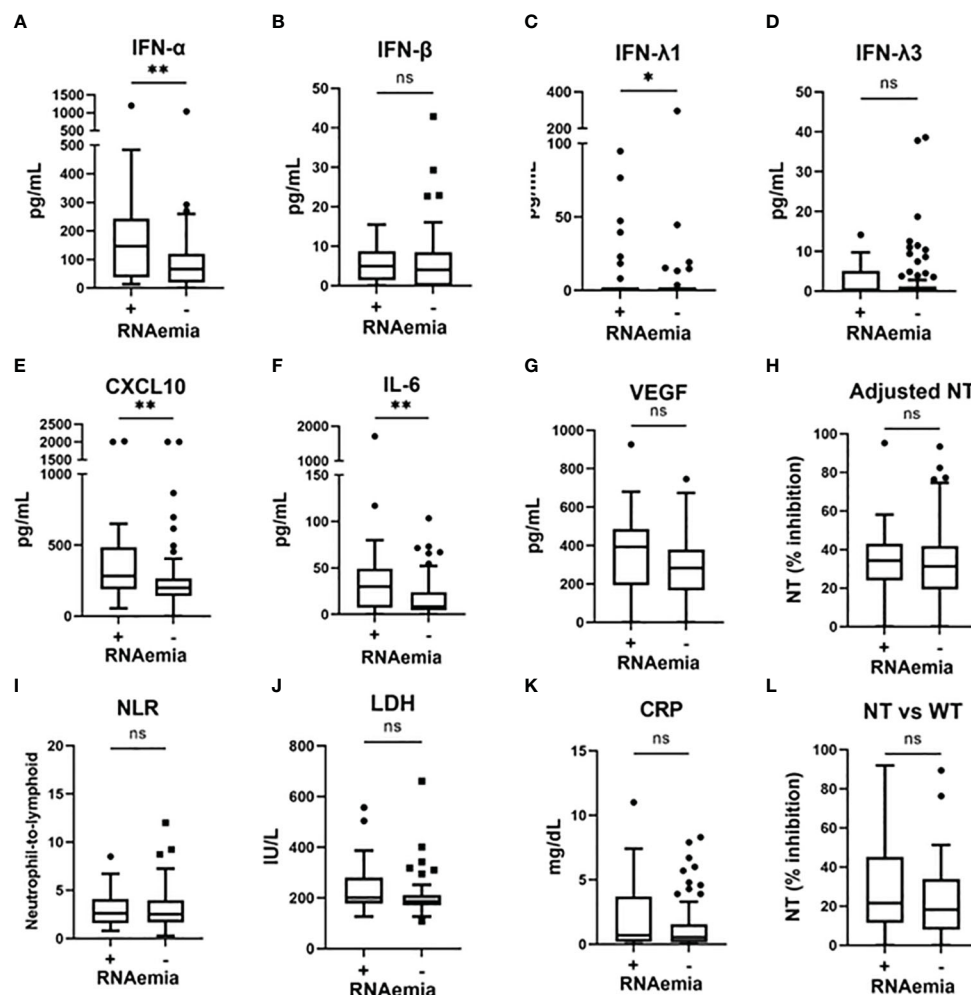 A
IFN-α
**
1500
1000
500
500
400
300
200
100
0
pg/mL
+ -
RNAemia
B
IFN-β
ns
50
40
30
20
10
0
pg/mL
+ -
RNAemia
C
IFN-λ1
*
400
200
100
50
0
pg/mL
+ -
RNAemia
D
IFN-λ3
ns
50
40
30
20
10
0
pg/mL
+ -
RNAemia
E
CXCL10
**
2500
2000
1500
1000
1000
500
0
pg/mL
+ -
RNAemia
F
IL-6
**
2000
1000
150
100
50
0
pg/mL
+ -
RNAemia
G
VEGF
ns
1000
800
600
400
200
0
pg/mL
+ -
RNAemia
H
Adjusted NT
ns
100
80
60
40
20
0
NT (% inhibition)
+ -
RNAemia
I
NLR
ns
20
15
10
5
0
Neutrophil-to-lymphoid
+ -
RNAemia
J
LDH
ns
800
600
400
200
0
IU/L
+ -
RNAemia
K
CRP
ns
15
10
5
0
mg/dL
+ -
RNAemia
L
NT vs WT
ns
100
80
60
40
20
0
NT (% inhibition)
+ -
RNAemia